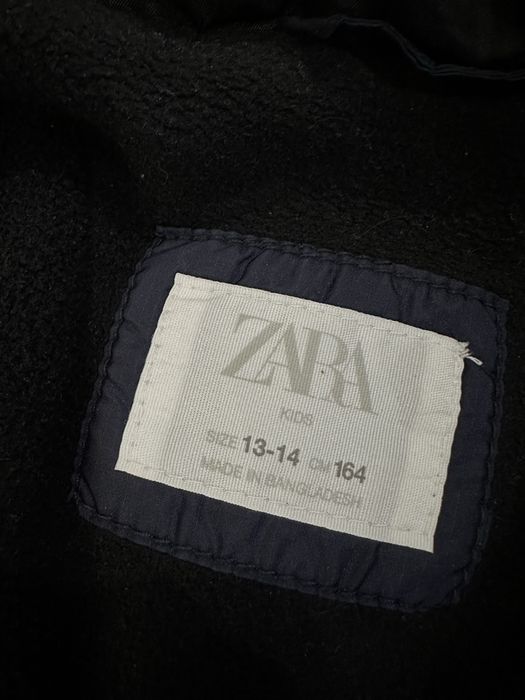 ZARA
KIDS
SIZE 13-14 CM 164
MADE IN BANGLADESH